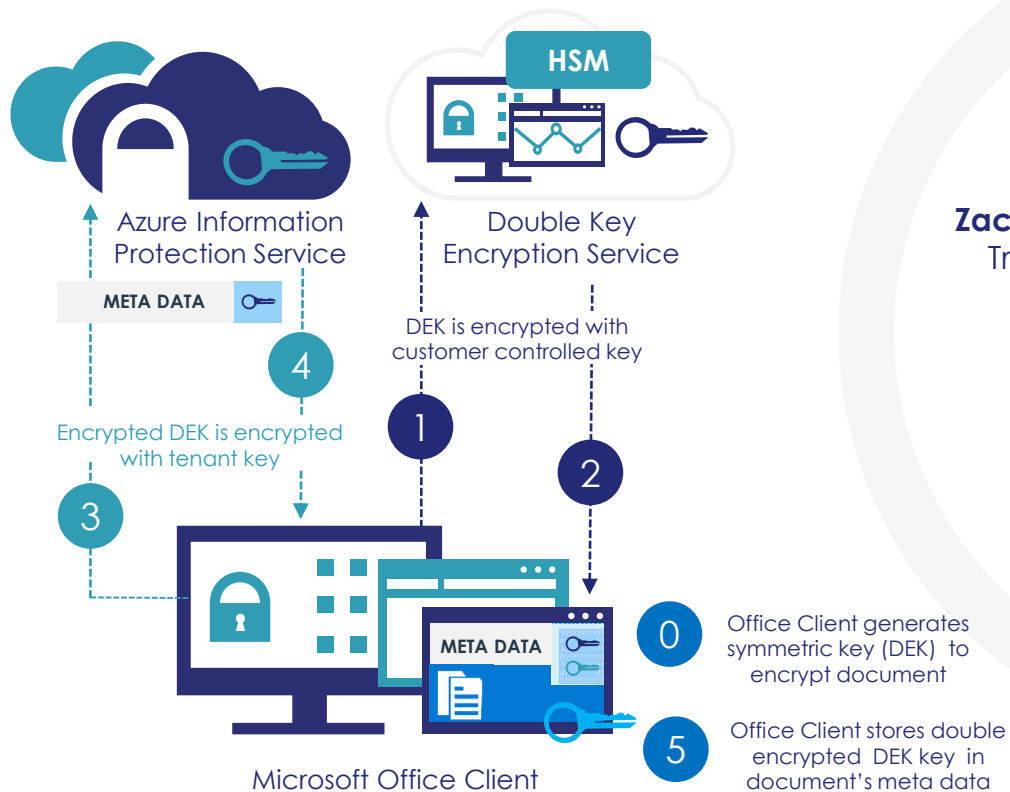 HSM
Azure Information
Protection Service
Double Key
Encryption Service
META DATA
DEK is encrypted with
customer controlled key
4
1
Encrypted DEK is encrypted
with tenant key
2
3
META DATA
0
Office Client generates
symmetric key (DEK) to
encrypt document
5
Office Client stores double
encrypted DEK key in
document's meta data
Microsoft Office Client